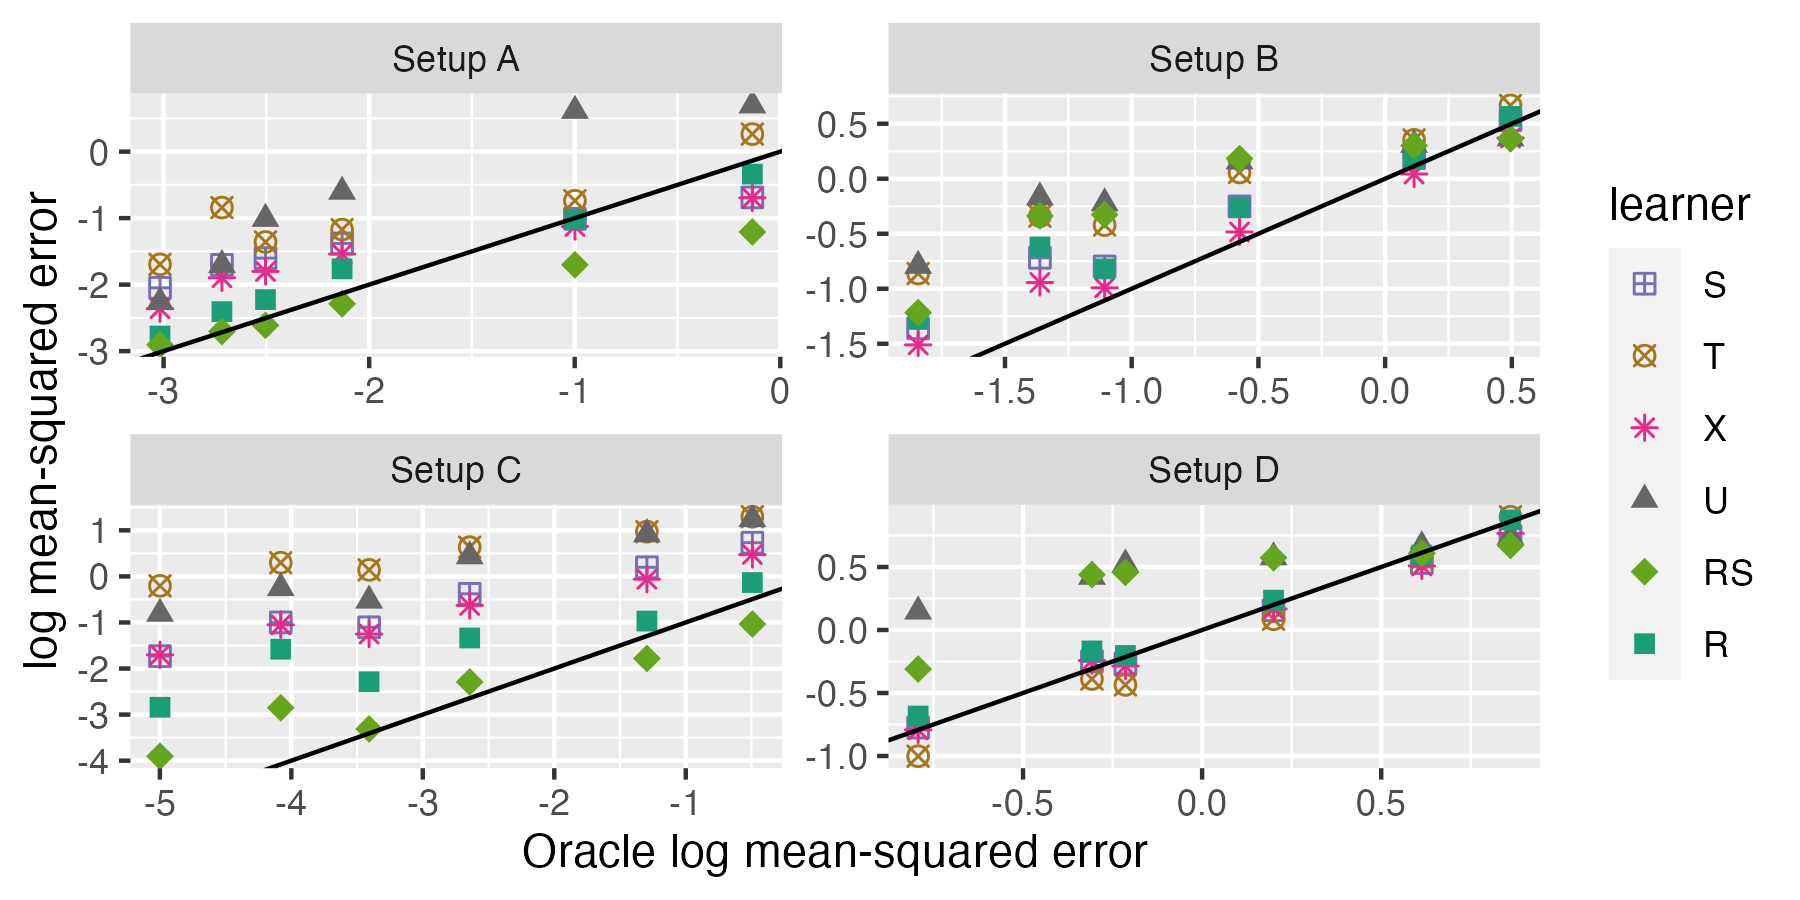 Setup A
Setup B
0
-1
-2
-3
-3 -2 -1 0
0.5
0.0
-0.5
-1.0
-1.5
-1.5 -1.0 -0.5 0.0 0.5
Setup C
Setup D
1
0
-1
-2
-3
-4
-5 -4 -3 -2 -1
0.5
0.0
-0.5
-1.0
-0.5 0.0 0.5
log mean-squared error
Oracle log mean-squared error
learner
S
T
X
U
RS
R